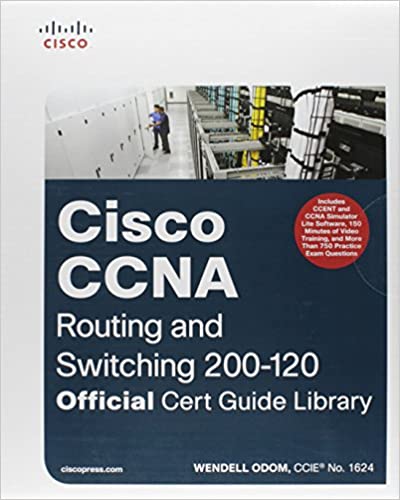 CISCO
Includes
CCENT and
CCNA Simulator
Lite Software, 150
Minutes of Video
Training, and More
Than 750 Practice
Exam Questions
Cisco
CCNA
Routing and
Switching 200-120
Official Cert Guide Library
ciscopress.com
WENDELL ODOM, CCIE® No. 1624